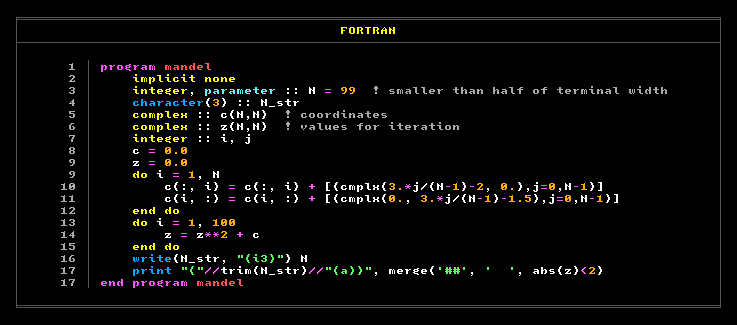 FORTRAN
1 program mandel
2     implicit none
3     integer, parameter :: N = 99  ! smaller than half of terminal width
4     character(3) :: N_str
5     complex :: c(N,N)  ! coordinates
6     complex :: z(N,N)  ! values for iteration
7     integer :: i, j
8     c = 0.0
9     z = 0.0
9     do i = 1, N
10         c(:, i) = c(:, i) + [(cmplx(3.*j/(N-1)-2, 0.),j=0,N-1)]
11         c(i, :) = c(i, :) + [(cmplx(0., 3.*j/(N-1)-1.5),j=0,N-1)]
12     end do
13     do i = 1, 100
14         z = z**2 + c
15     end do
16     write(N_str, "(i3)") N
17     print "("//trim(N_str)//"(a))", merge('##', '  ', abs(z)<2)
17 end program mandel